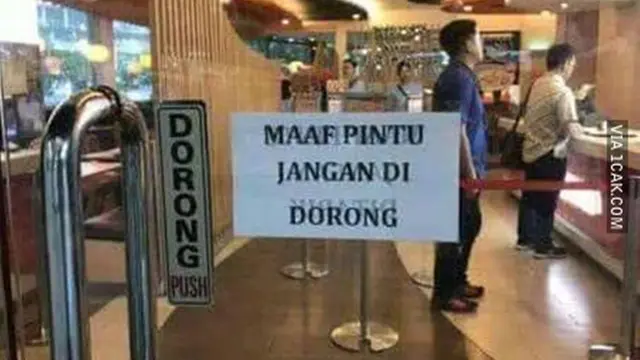 DORONG
PUSH
MAAF PINTU
JANGAN DI
DORONG
VIA 1CAK.COM